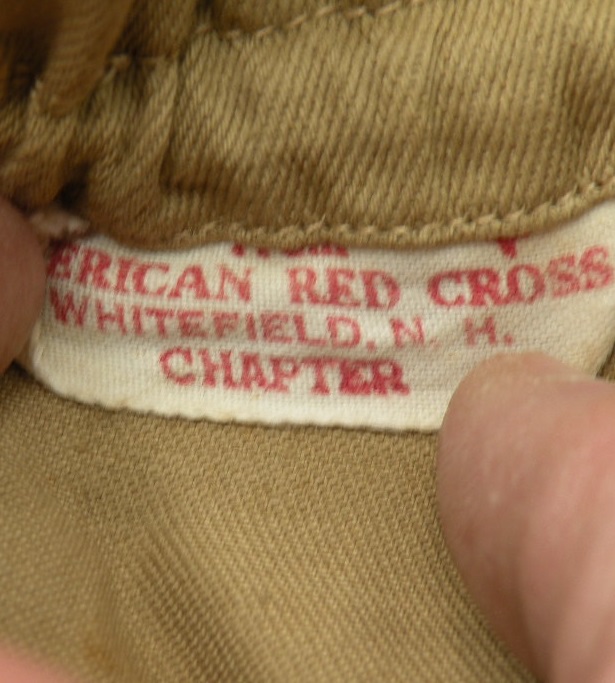 ERICAN RED CROSS
WHITEFIELD, N. H.
CHAPTER